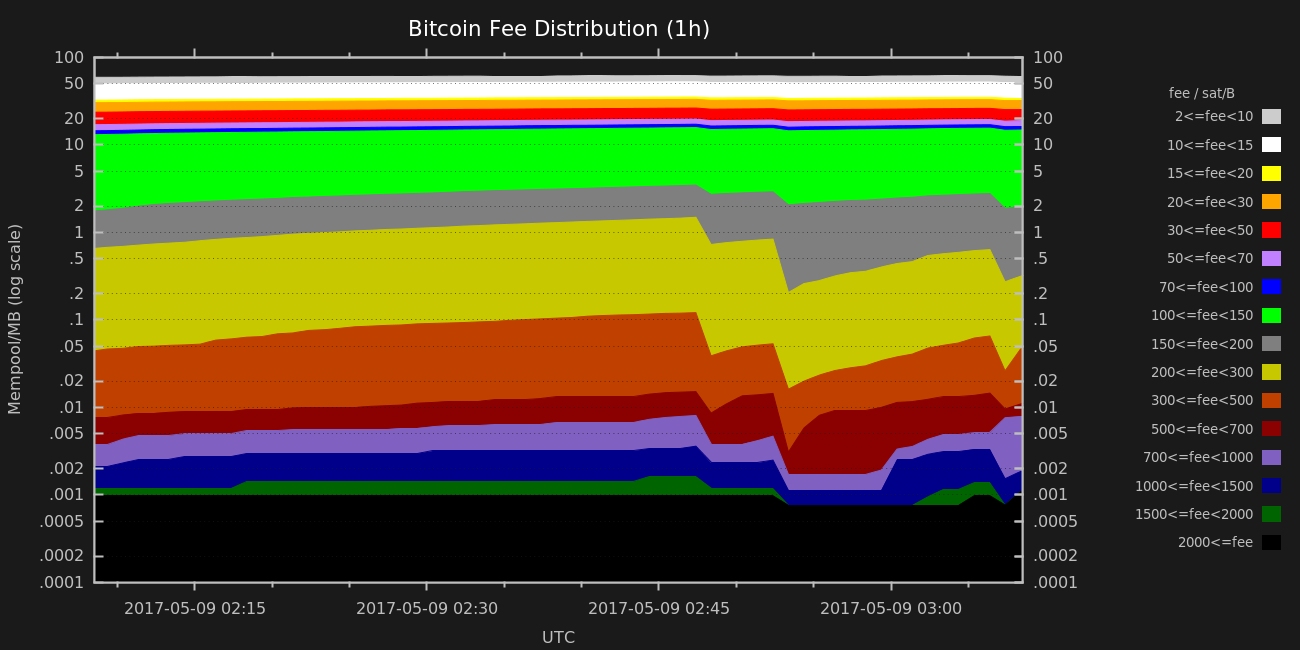 Bitcoin Fee Distribution (1h)
Mempool/MB (log scale)
100
50
20
10
5
2
1
.5
.2
.1
.05
.02
.01
.005
.002
.001
.0005
.0002
.0001
100
50
20
10
5
2
1
.5
.2
.1
.05
.02
.01
.005
.002
.001
.0005
.0002
.0001
2017-05-09 02:15
2017-05-09 02:30
2017-05-09 02:45
2017-05-09 03:00
UTC
fee / sat/B
2<=fee<10
10<=fee<15
15<=fee<20
20<=fee<30
30<=fee<50
50<=fee<70
70<=fee<100
100<=fee<150
150<=fee<200
200<=fee<300
300<=fee<500
500<=fee<700
700<=fee<1000
1000<=fee<1500
1500<=fee<2000
2000<=fee